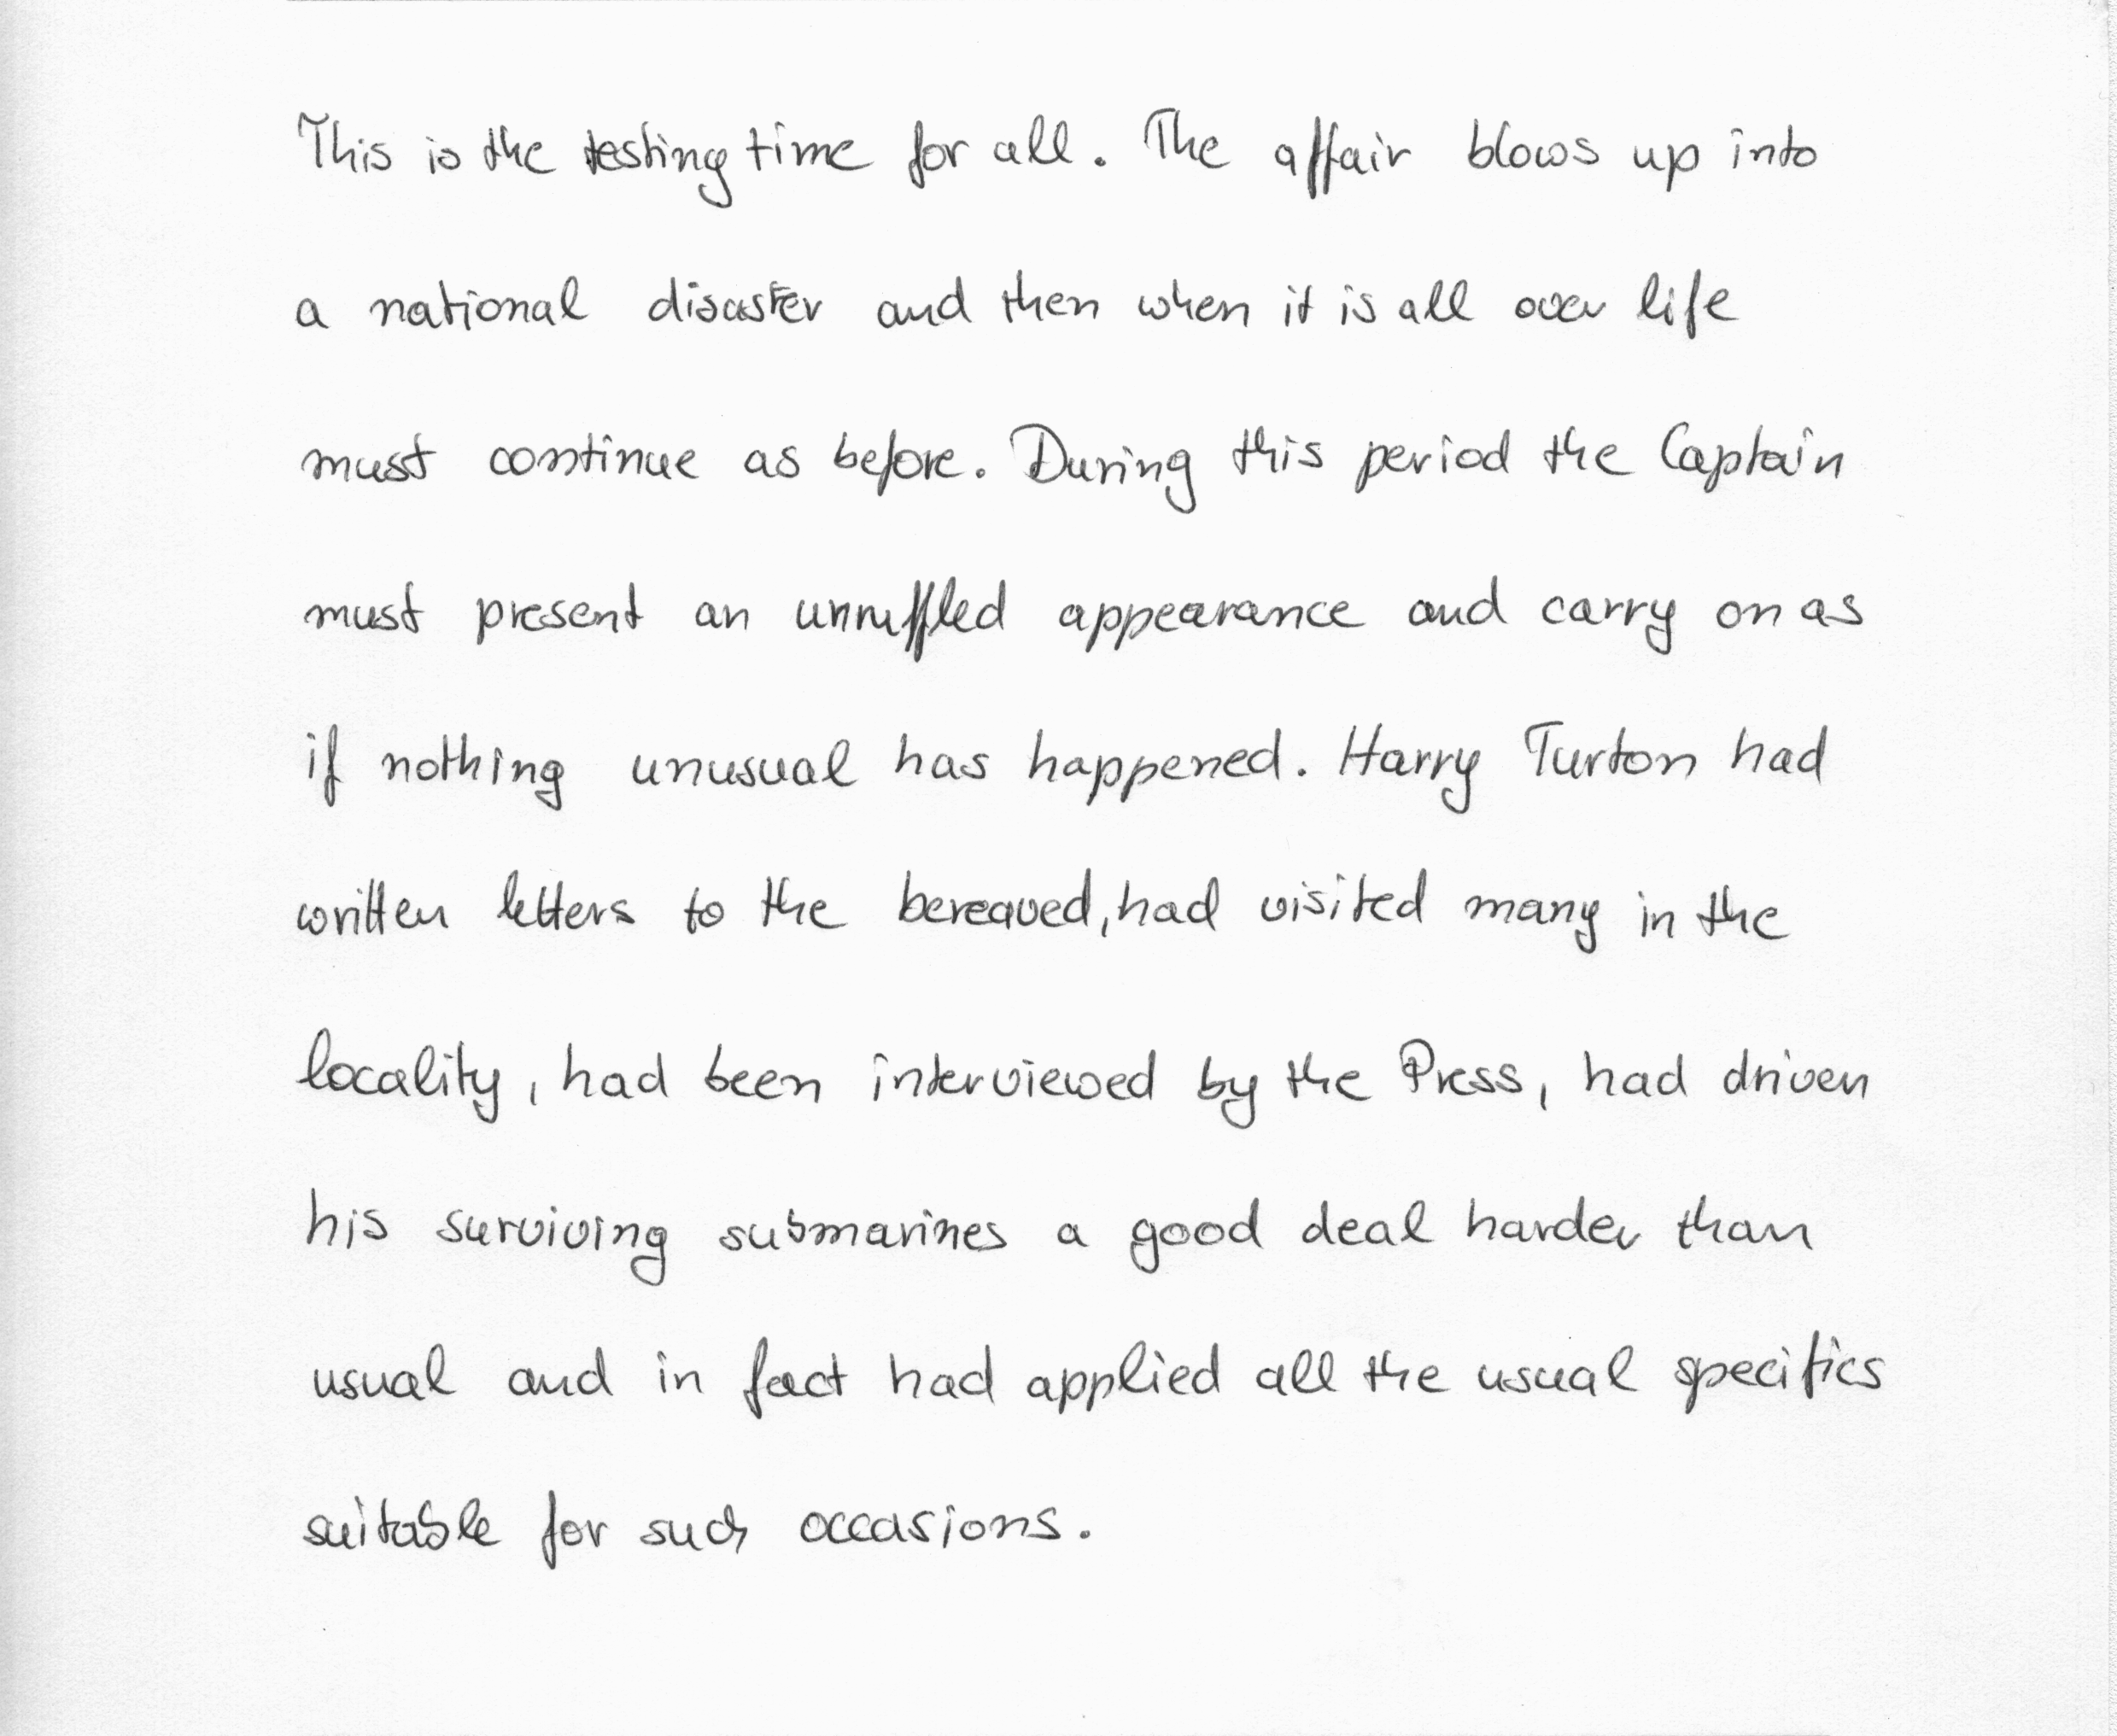 This is the testing time for all. The affair blows up into
a national disaster and then when it is all over life
must continue as before. During this period the Captain
must present an unruffled appearance and carry on as
if nothing unusual has happened. Harry Turton had
written letters to the bereaved, had visited many in the
locality, had been interviewed by the Press, had driven
his surviving submarines a good deal harder than
usual and in fact had applied all the usual specifics
suitable for such occasions.